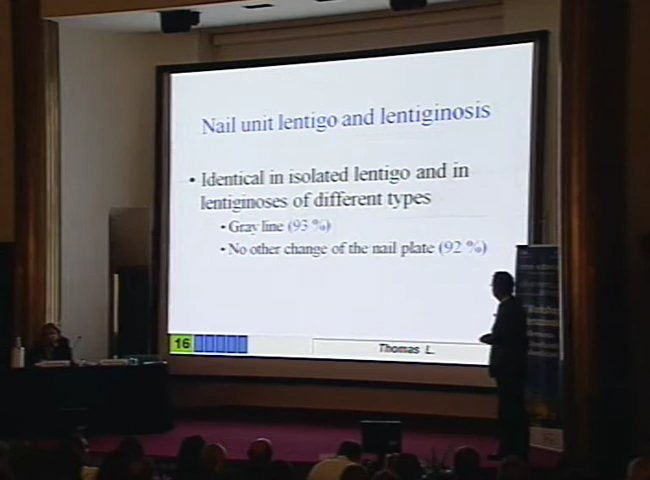 Nail unit lentigo and lentiginosis
• Identical in isolated lentigo and in
lentiginoses of different types
• Gray line (93 %)
• No other change of the nail plate (92 %)
16
Thomas L.